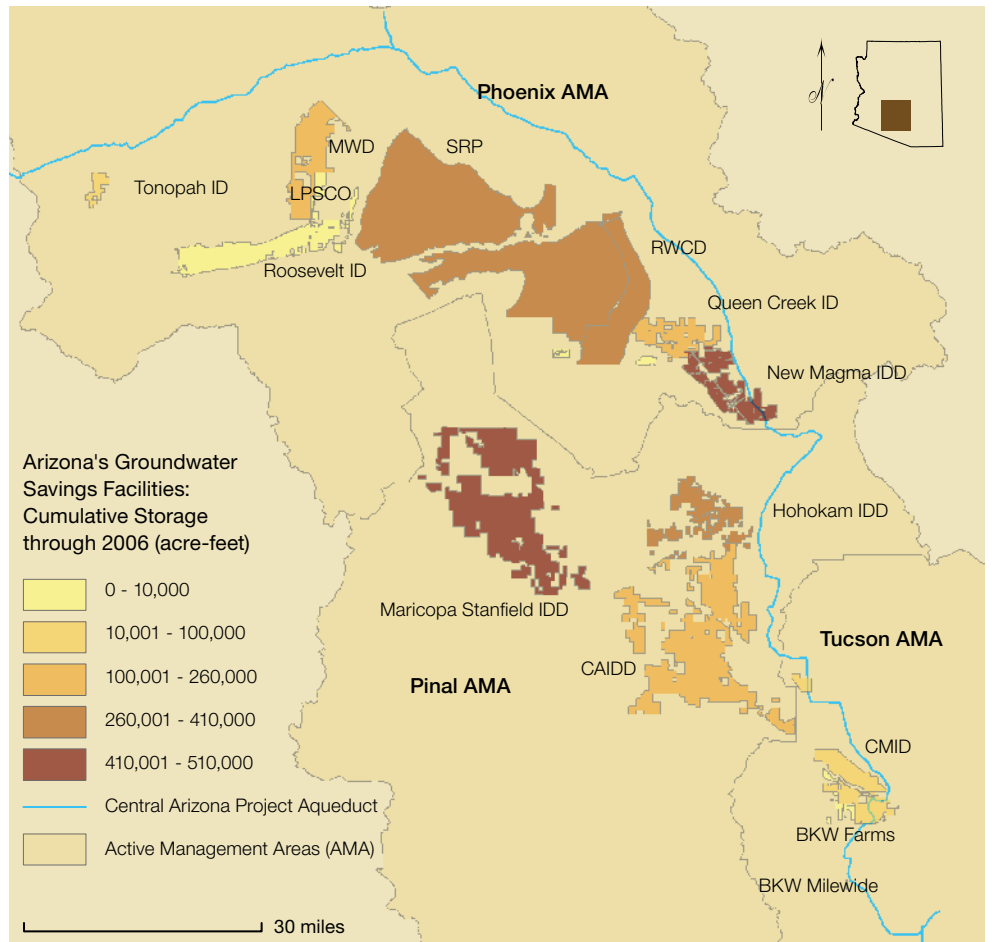 Phoenix AMA
N
MWD
SRP
Tonopah ID
LPSCO
RWCD
Roosevelt ID
Queen Creek ID
New Magma IDD
Arizona's Groundwater
Savings Facilities:
Cumulative Storage
through 2006 (acre-feet)
0 - 10,000
10,001 - 100,000
100,001 - 260,000
260,001 - 410,000
410,001 - 510,000
Central Arizona Project Aqueduct
Active Management Areas (AMA)
30 miles
Hohokam IDD
Maricopa Stanfield IDD
Tucson AMA
CAIDD
Pinal AMA
CMID
BKW Farms
BKW Milewide